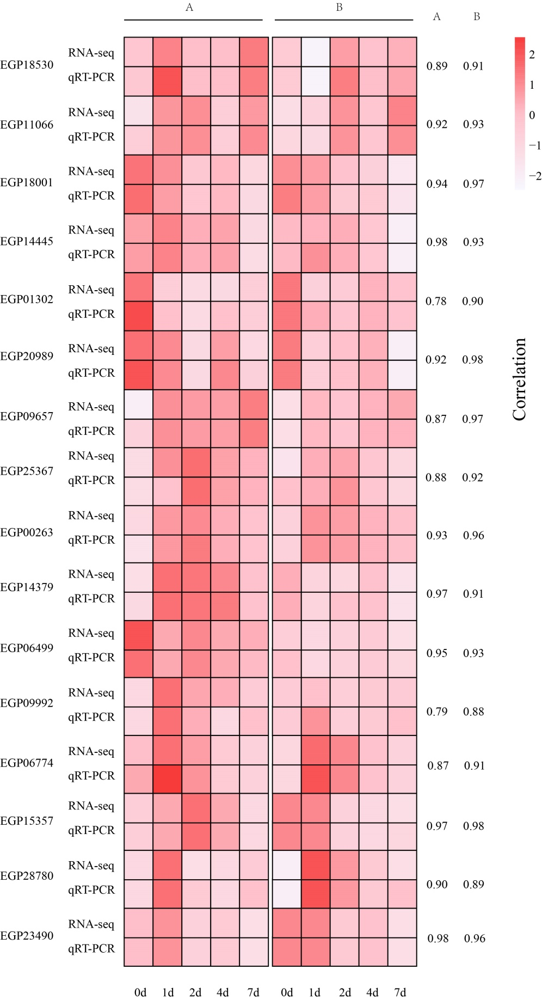 A B
A B
EGP18530 RNA-seq 0.89 0.91
qRT-PCR
EGP11066 RNA-seq 0.92 0.93
qRT-PCR
EGP18001 RNA-seq 0.94 0.97
qRT-PCR
EGP14445 RNA-seq 0.98 0.93
qRT-PCR
EGP01302 RNA-seq 0.78 0.90
qRT-PCR
EGP20989 RNA-seq 0.92 0.98
qRT-PCR
EGP09657 RNA-seq 0.87 0.97
qRT-PCR
EGP25367 RNA-seq 0.88 0.92
qRT-PCR
EGP00263 RNA-seq 0.93 0.96
qRT-PCR
EGP14379 RNA-seq 0.97 0.91
qRT-PCR
EGP06499 RNA-seq 0.95 0.93
qRT-PCR
EGP09992 RNA-seq 0.79 0.88
qRT-PCR
EGP06774 RNA-seq 0.87 0.91
qRT-PCR
EGP15357 RNA-seq 0.97 0.98
qRT-PCR
EGP28780 RNA-seq 0.90 0.89
qRT-PCR
EGP23490 RNA-seq 0.98 0.96
qRT-PCR
0d 1d 2d 4d 7d 0d 1d 2d 4d 7d
2
1
0
−1
−2
Correlation